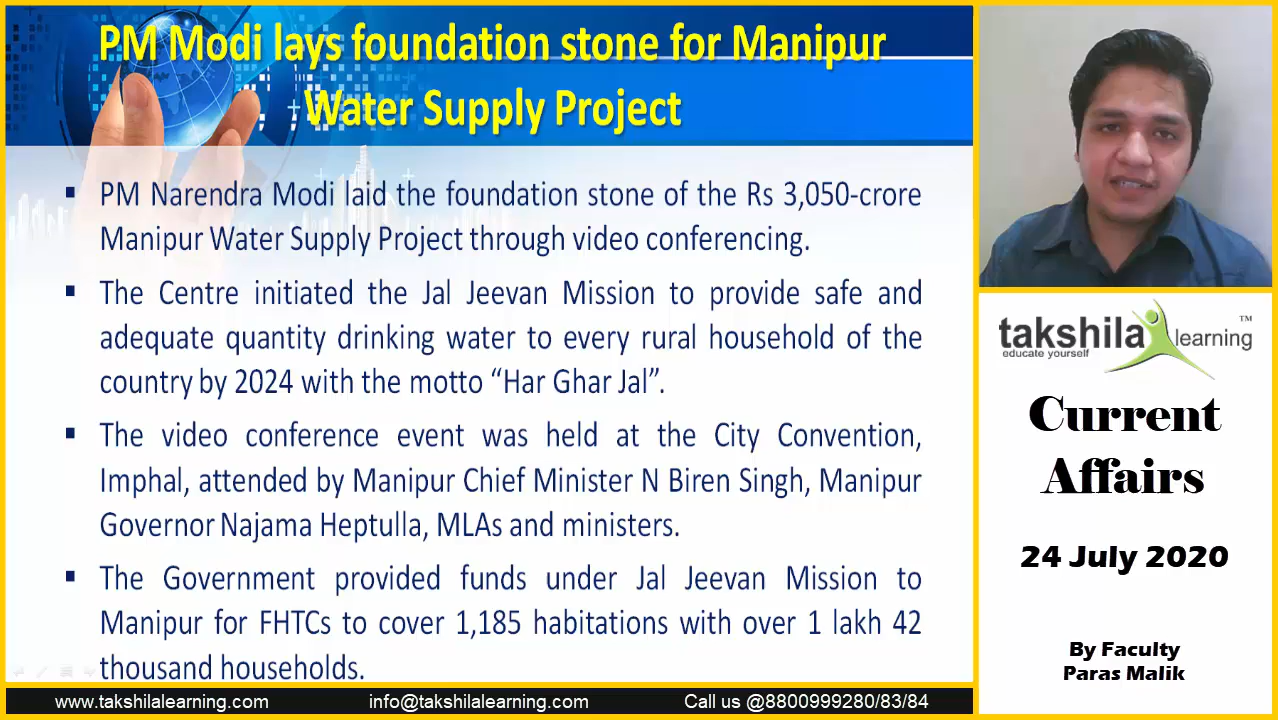 PM Modi lays foundation stone for Manipur
Water Supply Project
▪ PM Narendra Modi laid the foundation stone of the Rs 3,050-crore
Manipur Water Supply Project through video conferencing.
▪ The Centre initiated the Jal Jeevan Mission to provide safe and
adequate quantity drinking water to every rural household of the
country by 2024 with the motto “Har Ghar Jal”.
▪ The video conference event was held at the City Convention,
Imphal, attended by Manipur Chief Minister N Biren Singh, Manipur
Governor Najama Heptulla, MLAs and ministers.
▪ The Government provided funds under Jal Jeevan Mission to
Manipur for FHTCs to cover 1,185 habitations with over 1 lakh 42
thousand households.
www.takshilalearning.com info@takshilalearning.com Call us @8800999280/83/84
takshila learning ™
educate yourself
Current
Affairs
24 July 2020
By Faculty
Paras Malik